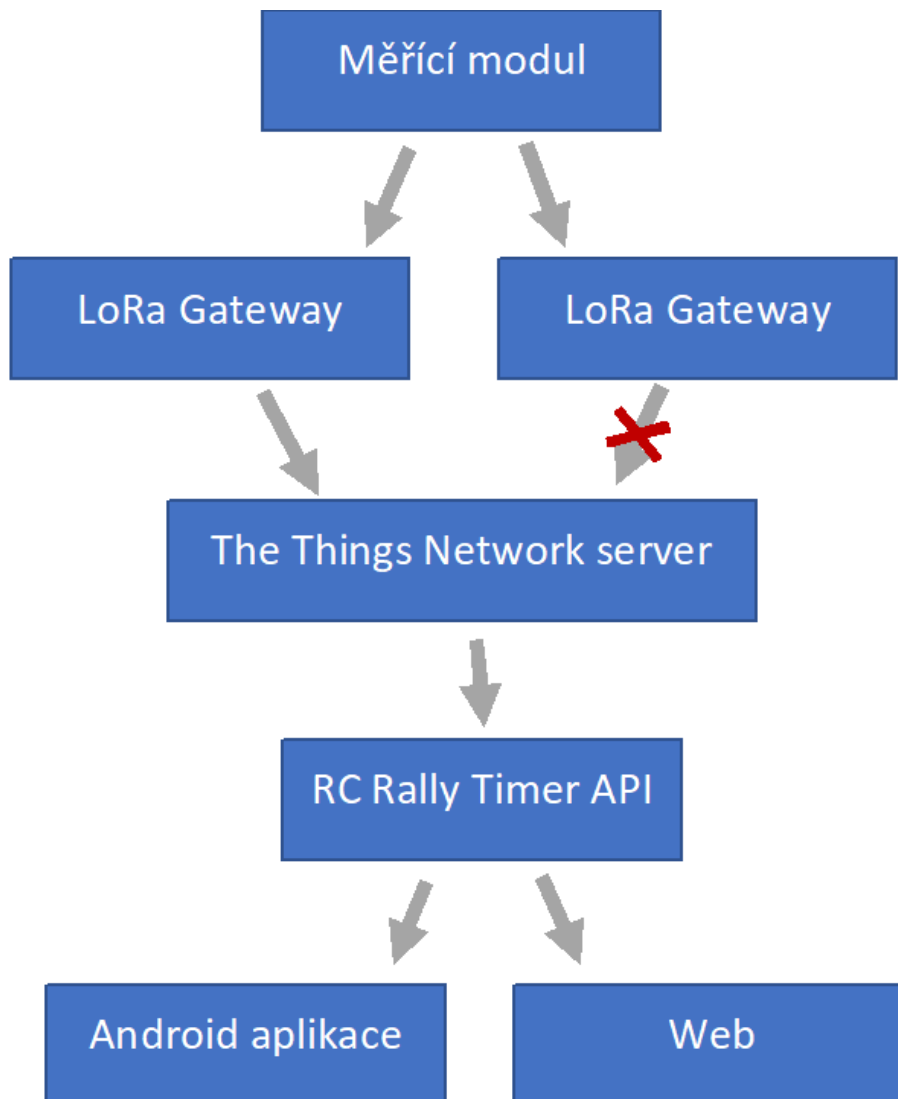 Měřící modul
LoRa Gateway
LoRa Gateway
The Things Network server
RC Rally Timer API
Android aplikace
Web